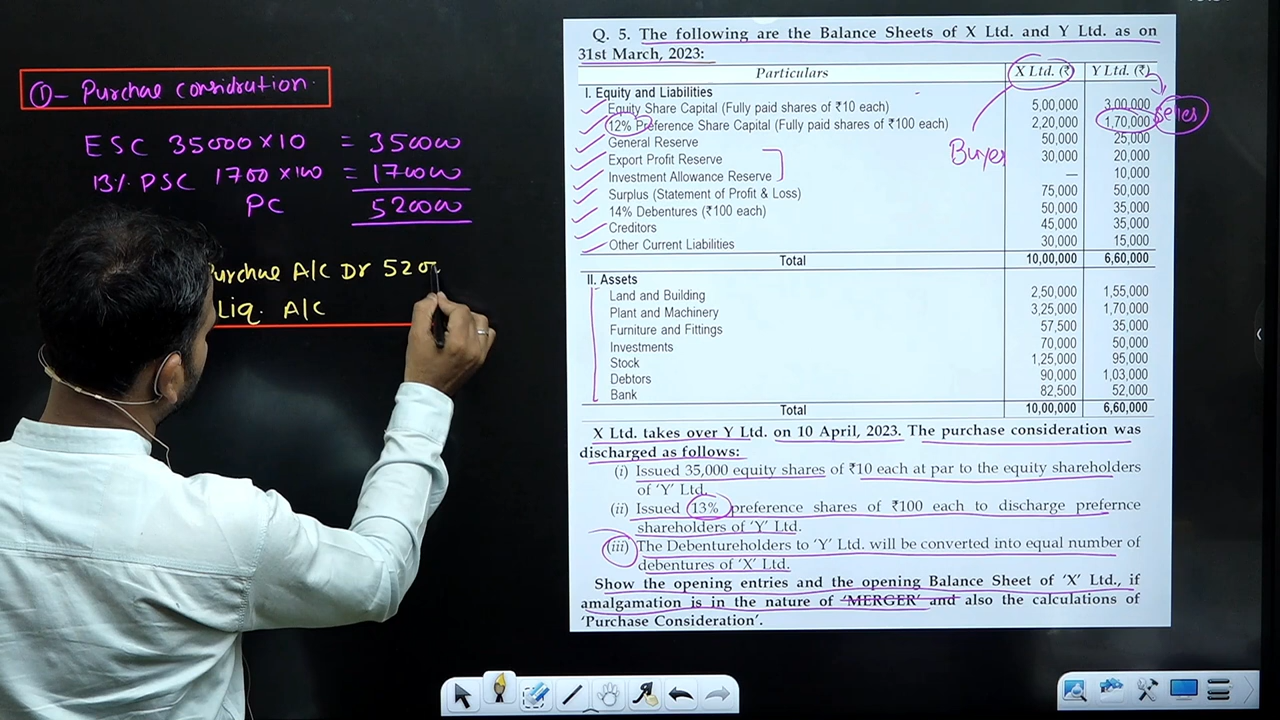 ①- Purchase considration.
ESC 35000×10 = 350000
13% PSC 1700×100 = 170000
PC 520000
Purchase A/C Dr 520
Liq. A/C
Q. 5. The following are the Balance Sheets of X Ltd. and Y Ltd. as on
31st March, 2023:
Particulars X Ltd. (₹) Y Ltd. (₹)
I. Equity and Liabilities
Equity Share Capital (Fully paid shares of ₹10 each) 5,00,000 3,00,000
12% Preference Share Capital (Fully paid shares of ₹100 each) 2,20,000 1,70,000
General Reserve 50,000 25,000
Export Profit Reserve 30,000 20,000
Investment Allowance Reserve — 10,000
Surplus (Statement of Profit & Loss) 75,000 50,000
14% Debentures (₹100 each) 50,000 35,000
Creditors 45,000 35,000
Other Current Liabilities 30,000 15,000
Total 10,00,000 6,60,000
Buyer
II. Assets
Land and Building 2,50,000 1,55,000
Plant and Machinery 3,25,000 1,70,000
Furniture and Fittings 57,500 35,000
Investments 70,000 50,000
Stock 1,25,000 95,000
Debtors 90,000 1,03,000
Bank 82,500 52,000
Total 10,00,000 6,60,000
X Ltd. takes over Y Ltd. on 10 April, 2023. The purchase consideration was
discharged as follows:
(i) Issued 35,000 equity shares of ₹10 each at par to the equity shareholders
of 'Y' Ltd.
(ii) Issued 13% preference shares of ₹100 each to discharge prefernce
shareholders of 'Y' Ltd.
(iii) The Debentureholders to 'Y' Ltd. will be converted into equal number of
debentures of 'X' Ltd.
Show the opening entries and the opening Balance Sheet of 'X' Ltd., if
amalgamation is in the nature of 'MERGER' and also the calculations of
'Purchase Consideration'.